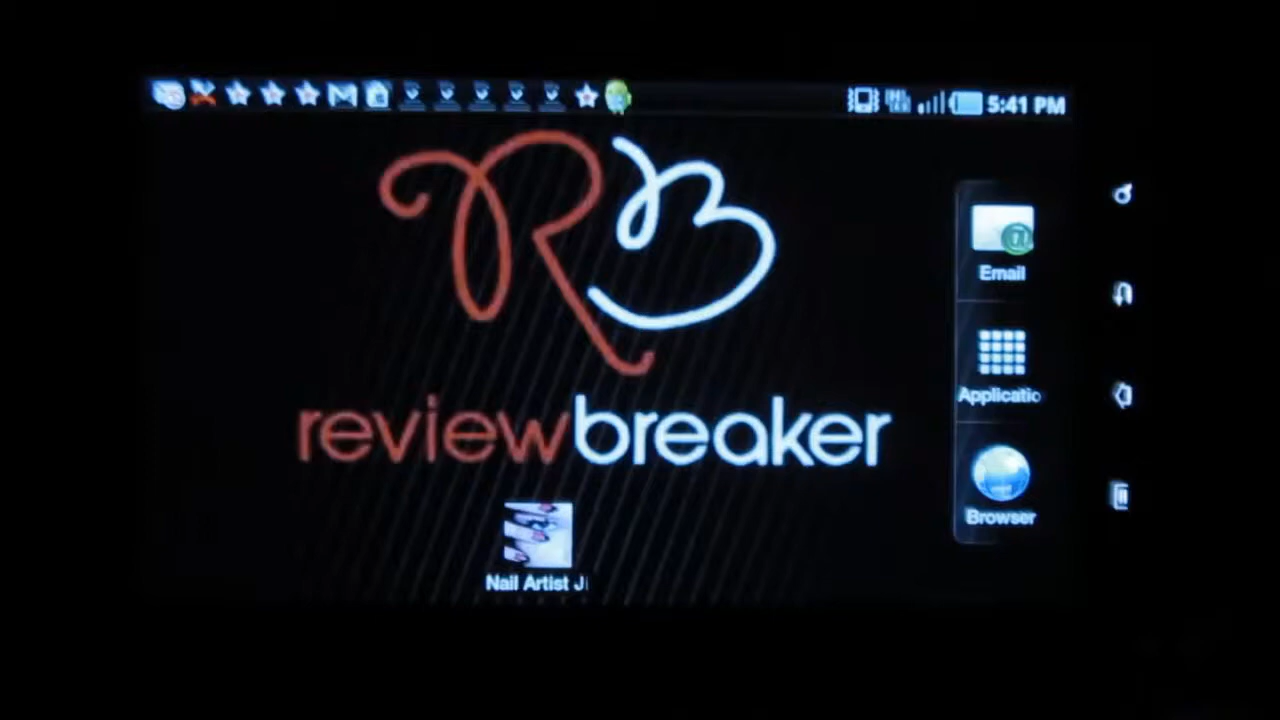 5:41 PM
RB
Email
Applicatio
reviewbreaker
Browser
Nail Artist J